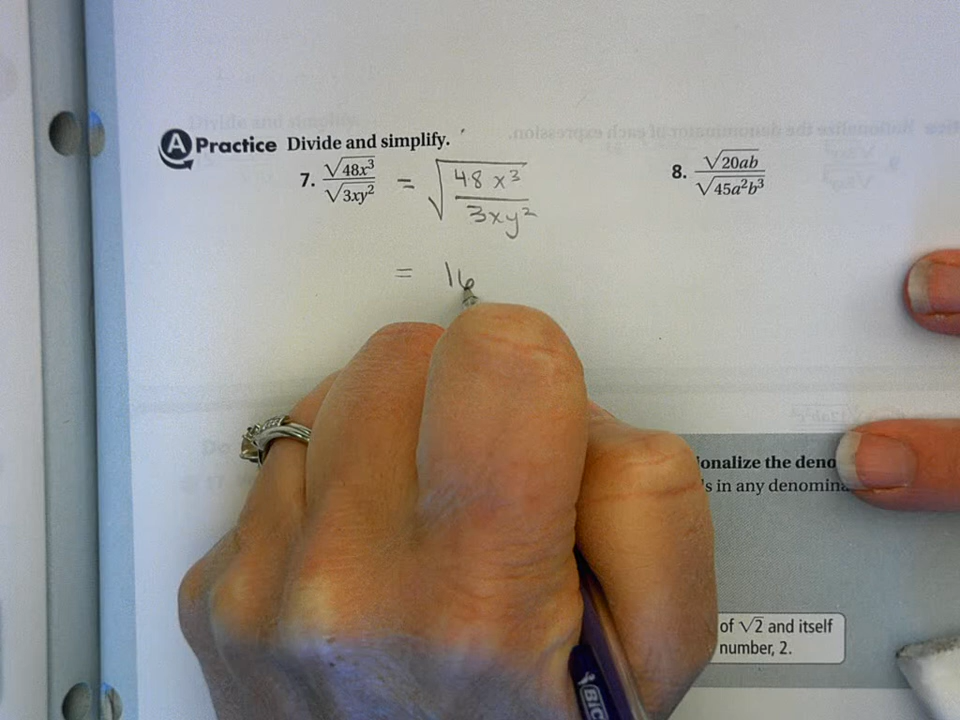 A Practice Divide and simplify.
7. √48x³ / √3xy² = √(48x³ / 3xy²)
8. √20ab / √45a²b³
= 16
onalize the deno
's in any denomina
of √2 and itself
number, 2.
BIC